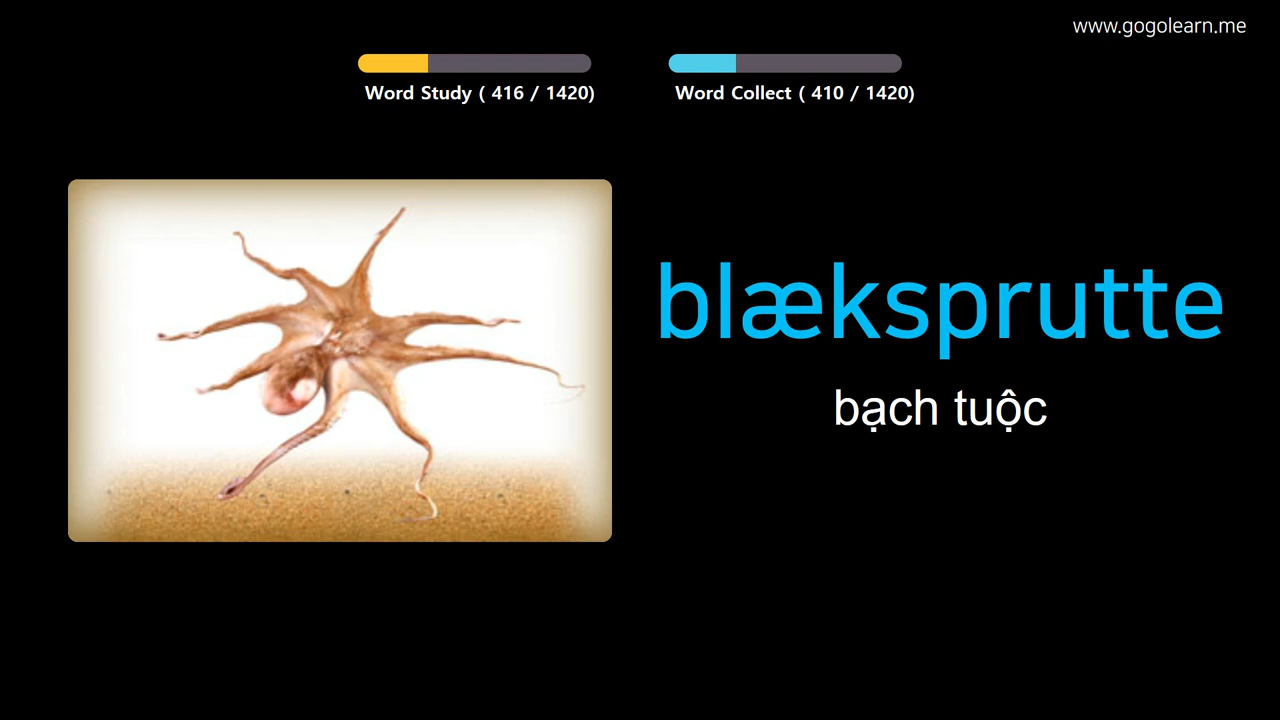 www.gogolearn.me
Word Study ( 416 / 1420)
Word Collect ( 410 / 1420)
blæksprutte
bạch tuộc